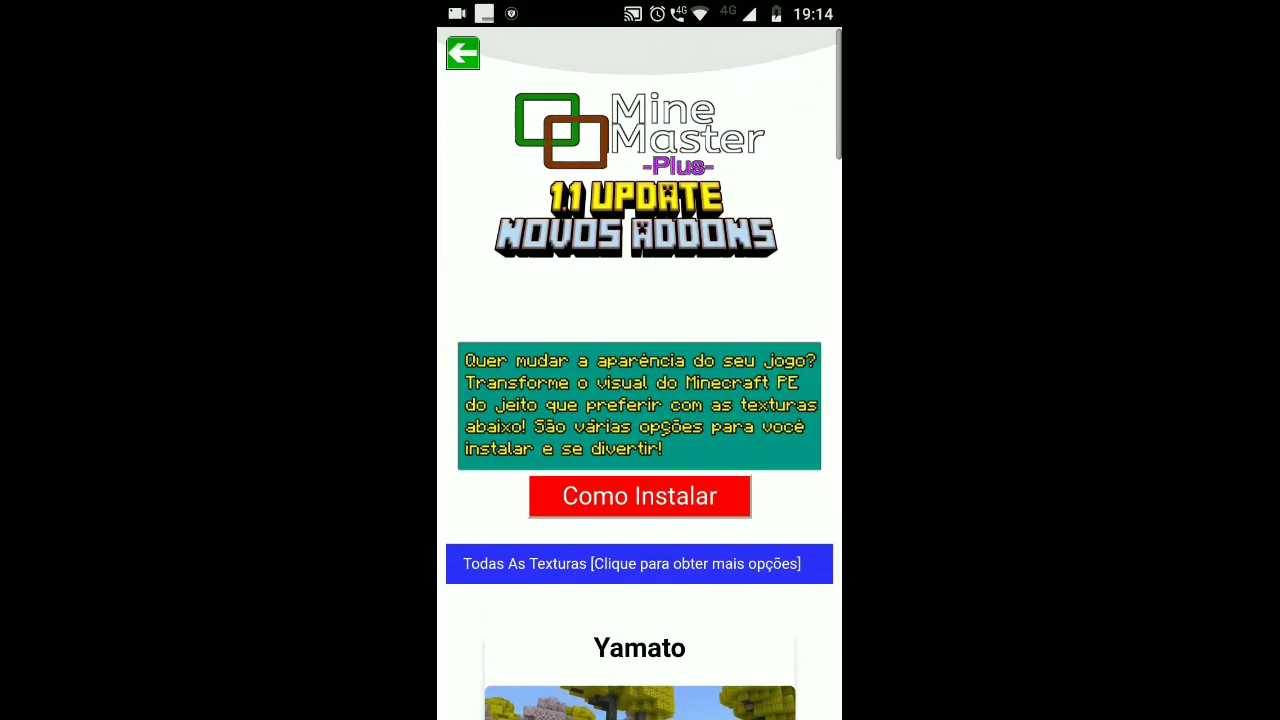 4G
4G
19:14
Mine
Master
-Plus-
1.1 UPDATE
NOVOS ADDONS
Quer mudar a aparência do seu jogo?
Transforme o visual do Minecraft PE
do jeito que preferir com as texturas
abaixo! São várias opções para você
instalar e se divertir!
Como Instalar
Todas As Texturas [Clique para obter mais opções]
Yamato